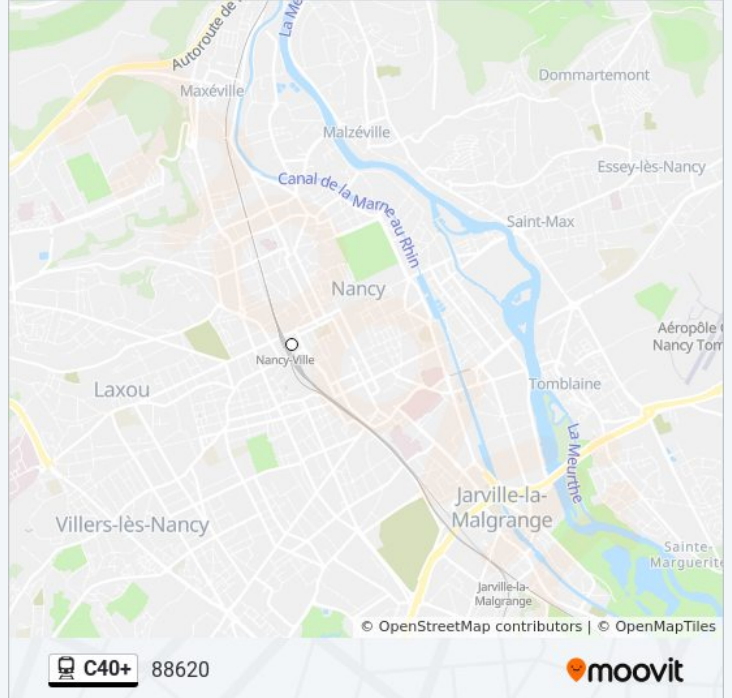 La Me
Autoroute de
Maxéville
Dommartemont
Malzéville
Essey-lès-Nancy
Canal de la Marne au Rhin
Saint-Max
Nancy
Aéropôle
Nancy Tom
Nancy-Ville
Laxou
Tomblaine
La Meurthe
Jarville-la-
Malgrange
Villers-lès-Nancy
Sainte-
Marguerite
Jarville-la-
Malgrange
© OpenStreetMap contributors | © OpenMapTiles
C40+ 88620 moovit